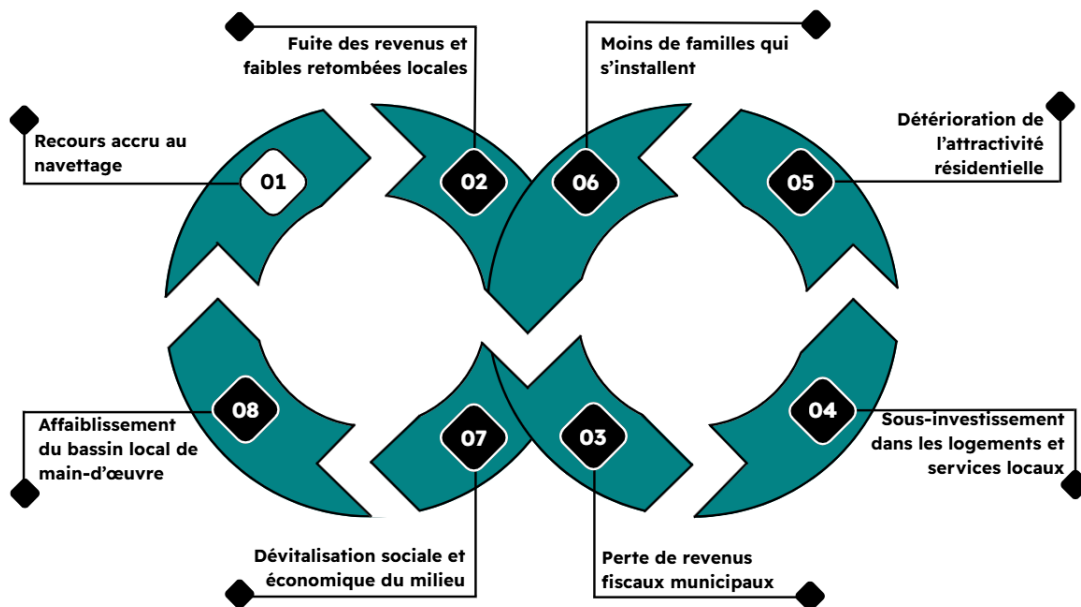 Fuite des revenus et
faibles retombées locales
Moins de familles qui
s'installent
Recours accru au
navettage
Détérioration de
l'attractivité
résidentielle
01
02
06
05
08
07
03
04
Affaiblissement
du bassin local de
main-d'œuvre
Sous-investissement
dans les logements et
services locaux
Dévitalisation sociale et
économique du milieu
Perte de revenus
fiscaux municipaux